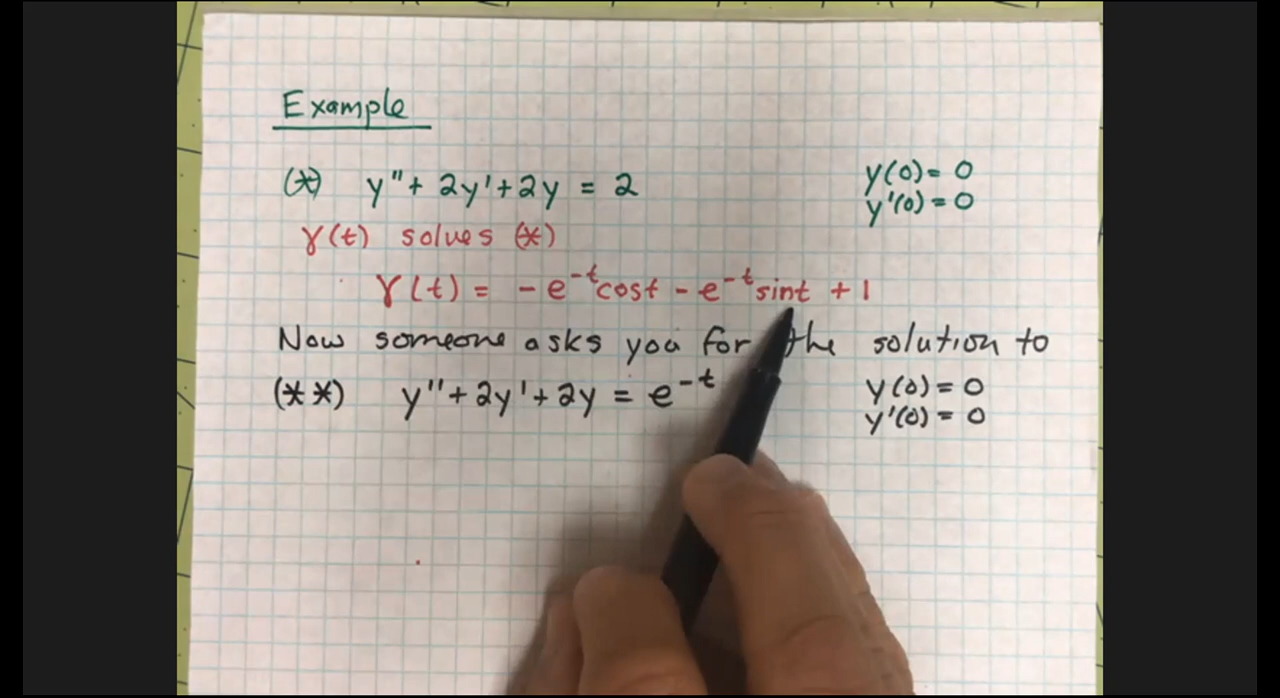 Example
(*) y" + 2y' + 2y = 2 y(0) = 0
y'(0) = 0
γ(t) solves (*)
γ(t) = -e^-t cost - e^-t sint + 1
Now someone asks you for the solution to
(**) y'' + 2y' + 2y = e^-t y(0) = 0
y'(0) = 0